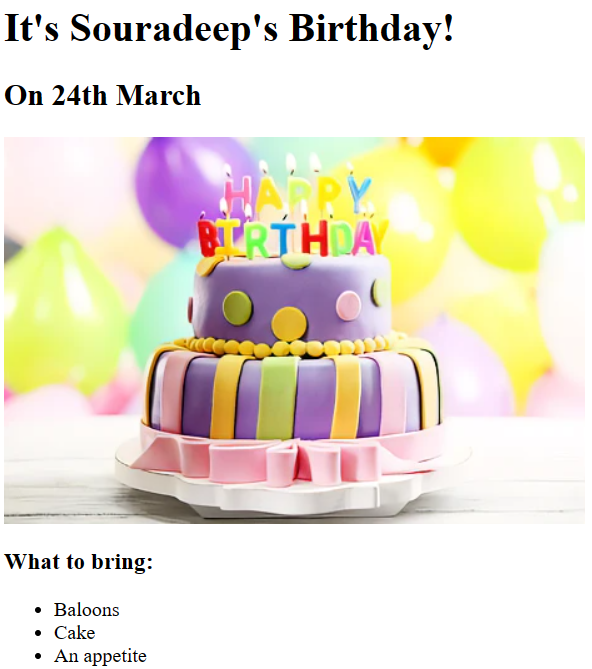 It's Souradeep's Birthday!
On 24th March
HAPPY
BIRTHDAY
What to bring:
Baloons
Cake
An appetite